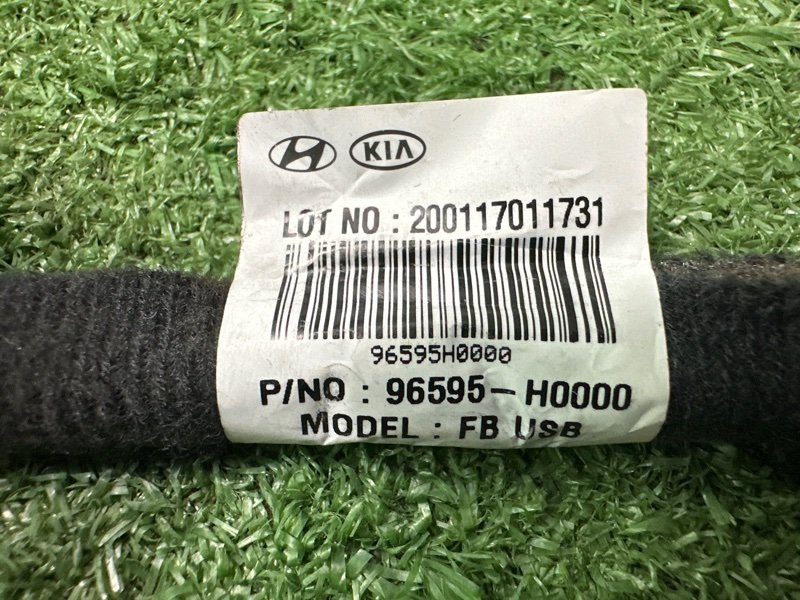 KIA
LOT NO : 200117011731
96595H0000
P/NO : 96595-H0000
MODEL : FB USB